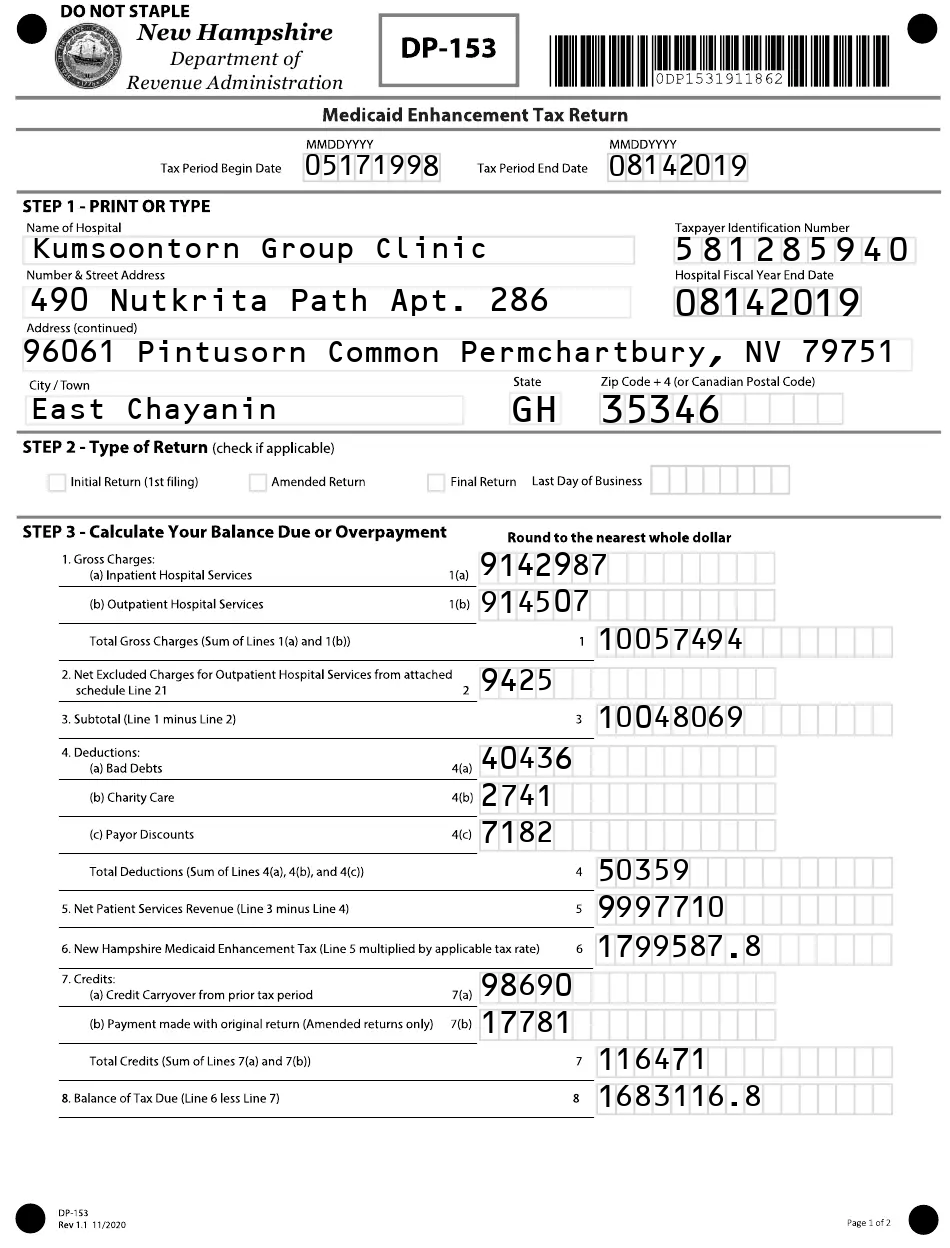 DO NOT STAPLE
New Hampshire
Department of
Revenue Administration
DP-153
0DP1531911862
Medicaid Enhancement Tax Return
MMDDYYYY MMDDYYYY
Tax Period Begin Date 05171998 Tax Period End Date 08142019
STEP 1 - PRINT OR TYPE
Name of Hospital Taxpayer Identification Number
Kumsoontorn Group Clinic 581285940
Number & Street Address Hospital Fiscal Year End Date
490 Nutkrita Path Apt. 286 08142019
Address (continued)
96061 Pintusorn Common Permchartbury, NV 79751
City / Town State Zip Code + 4 (or Canadian Postal Code)
East Chayanin GH 35346
STEP 2 - Type of Return (check if applicable)
Initial Return (1st filing) Amended Return Final Return Last Day of Business
STEP 3 - Calculate Your Balance Due or Overpayment Round to the nearest whole dollar
1. Gross Charges:
(a) Inpatient Hospital Services 1(a) 9142987
(b) Outpatient Hospital Services 1(b) 914507
Total Gross Charges (Sum of Lines 1(a) and 1(b)) 1 10057494
2. Net Excluded Charges for Outpatient Hospital Services from attached
schedule Line 21 2 9425
3. Subtotal (Line 1 minus Line 2) 3 10048069
4. Deductions:
(a) Bad Debts 4(a) 40436
(b) Charity Care 4(b) 2741
(c) Payor Discounts 4(c) 7182
Total Deductions (Sum of Lines 4(a), 4(b), and 4(c)) 4 50359
5. Net Patient Services Revenue (Line 3 minus Line 4) 5 9997710
6. New Hampshire Medicaid Enhancement Tax (Line 5 multiplied by applicable tax rate) 6 1799587.8
7. Credits:
(a) Credit Carryover from prior tax period 7(a) 98690
(b) Payment made with original return (Amended returns only) 7(b) 17781
Total Credits (Sum of Lines 7(a) and 7(b)) 7 116471
8. Balance of Tax Due (Line 6 less Line 7) 8 1683116.8
DP-153
Rev 1.1 11/2020 Page 1 of 2